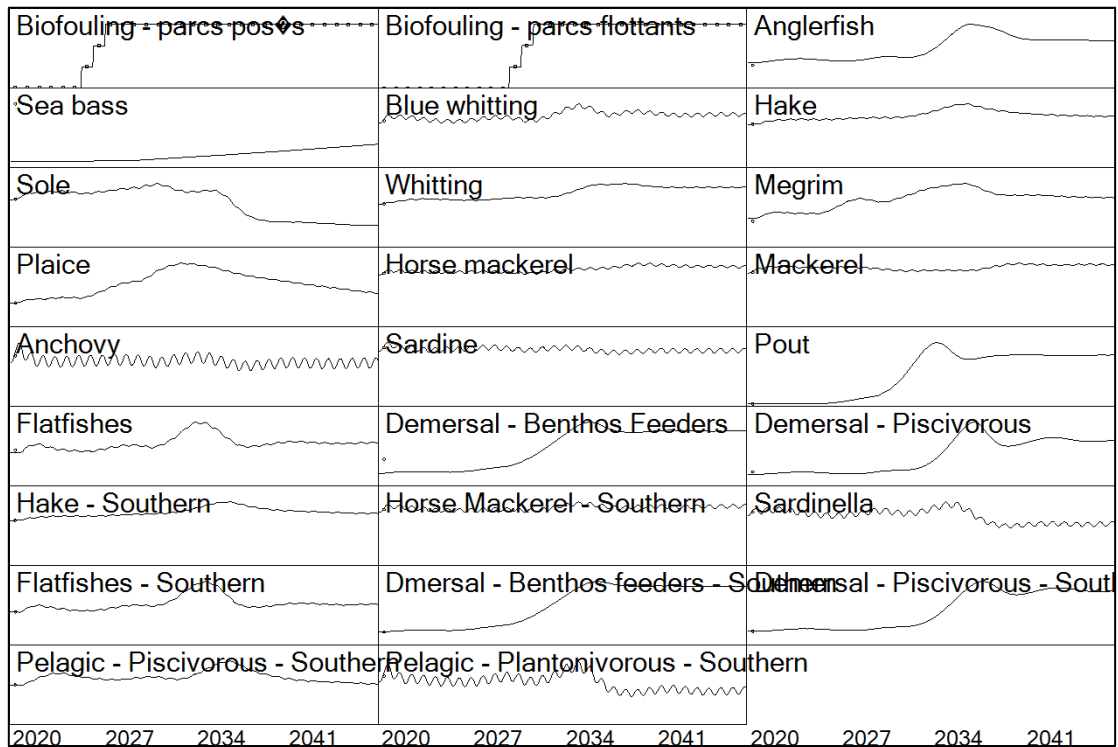 Biofouling - parcs pos�s
Biofouling - parcs flottants
Anglerfish
Sea bass
Blue whitting
Hake
Sole
Whitting
Megrim
Plaice
Horse mackerel
Mackerel
Anchovy
Sardine
Pout
Flatfishes
Demersal - Benthos Feeders
Demersal - Piscivorous
Hake - Southern
Horse Mackerel - Southern
Sardinella
Flatfishes - Southern
Dmersal - Benthos feeders - Southern
Demersal - Piscivorous - Southern
Pelagic - Piscivorous - Southern
Pelagic - Plantonivorous - Southern
2020 2027 2034 2041 2020 2027 2034 2041 2020 2027 2034 2041